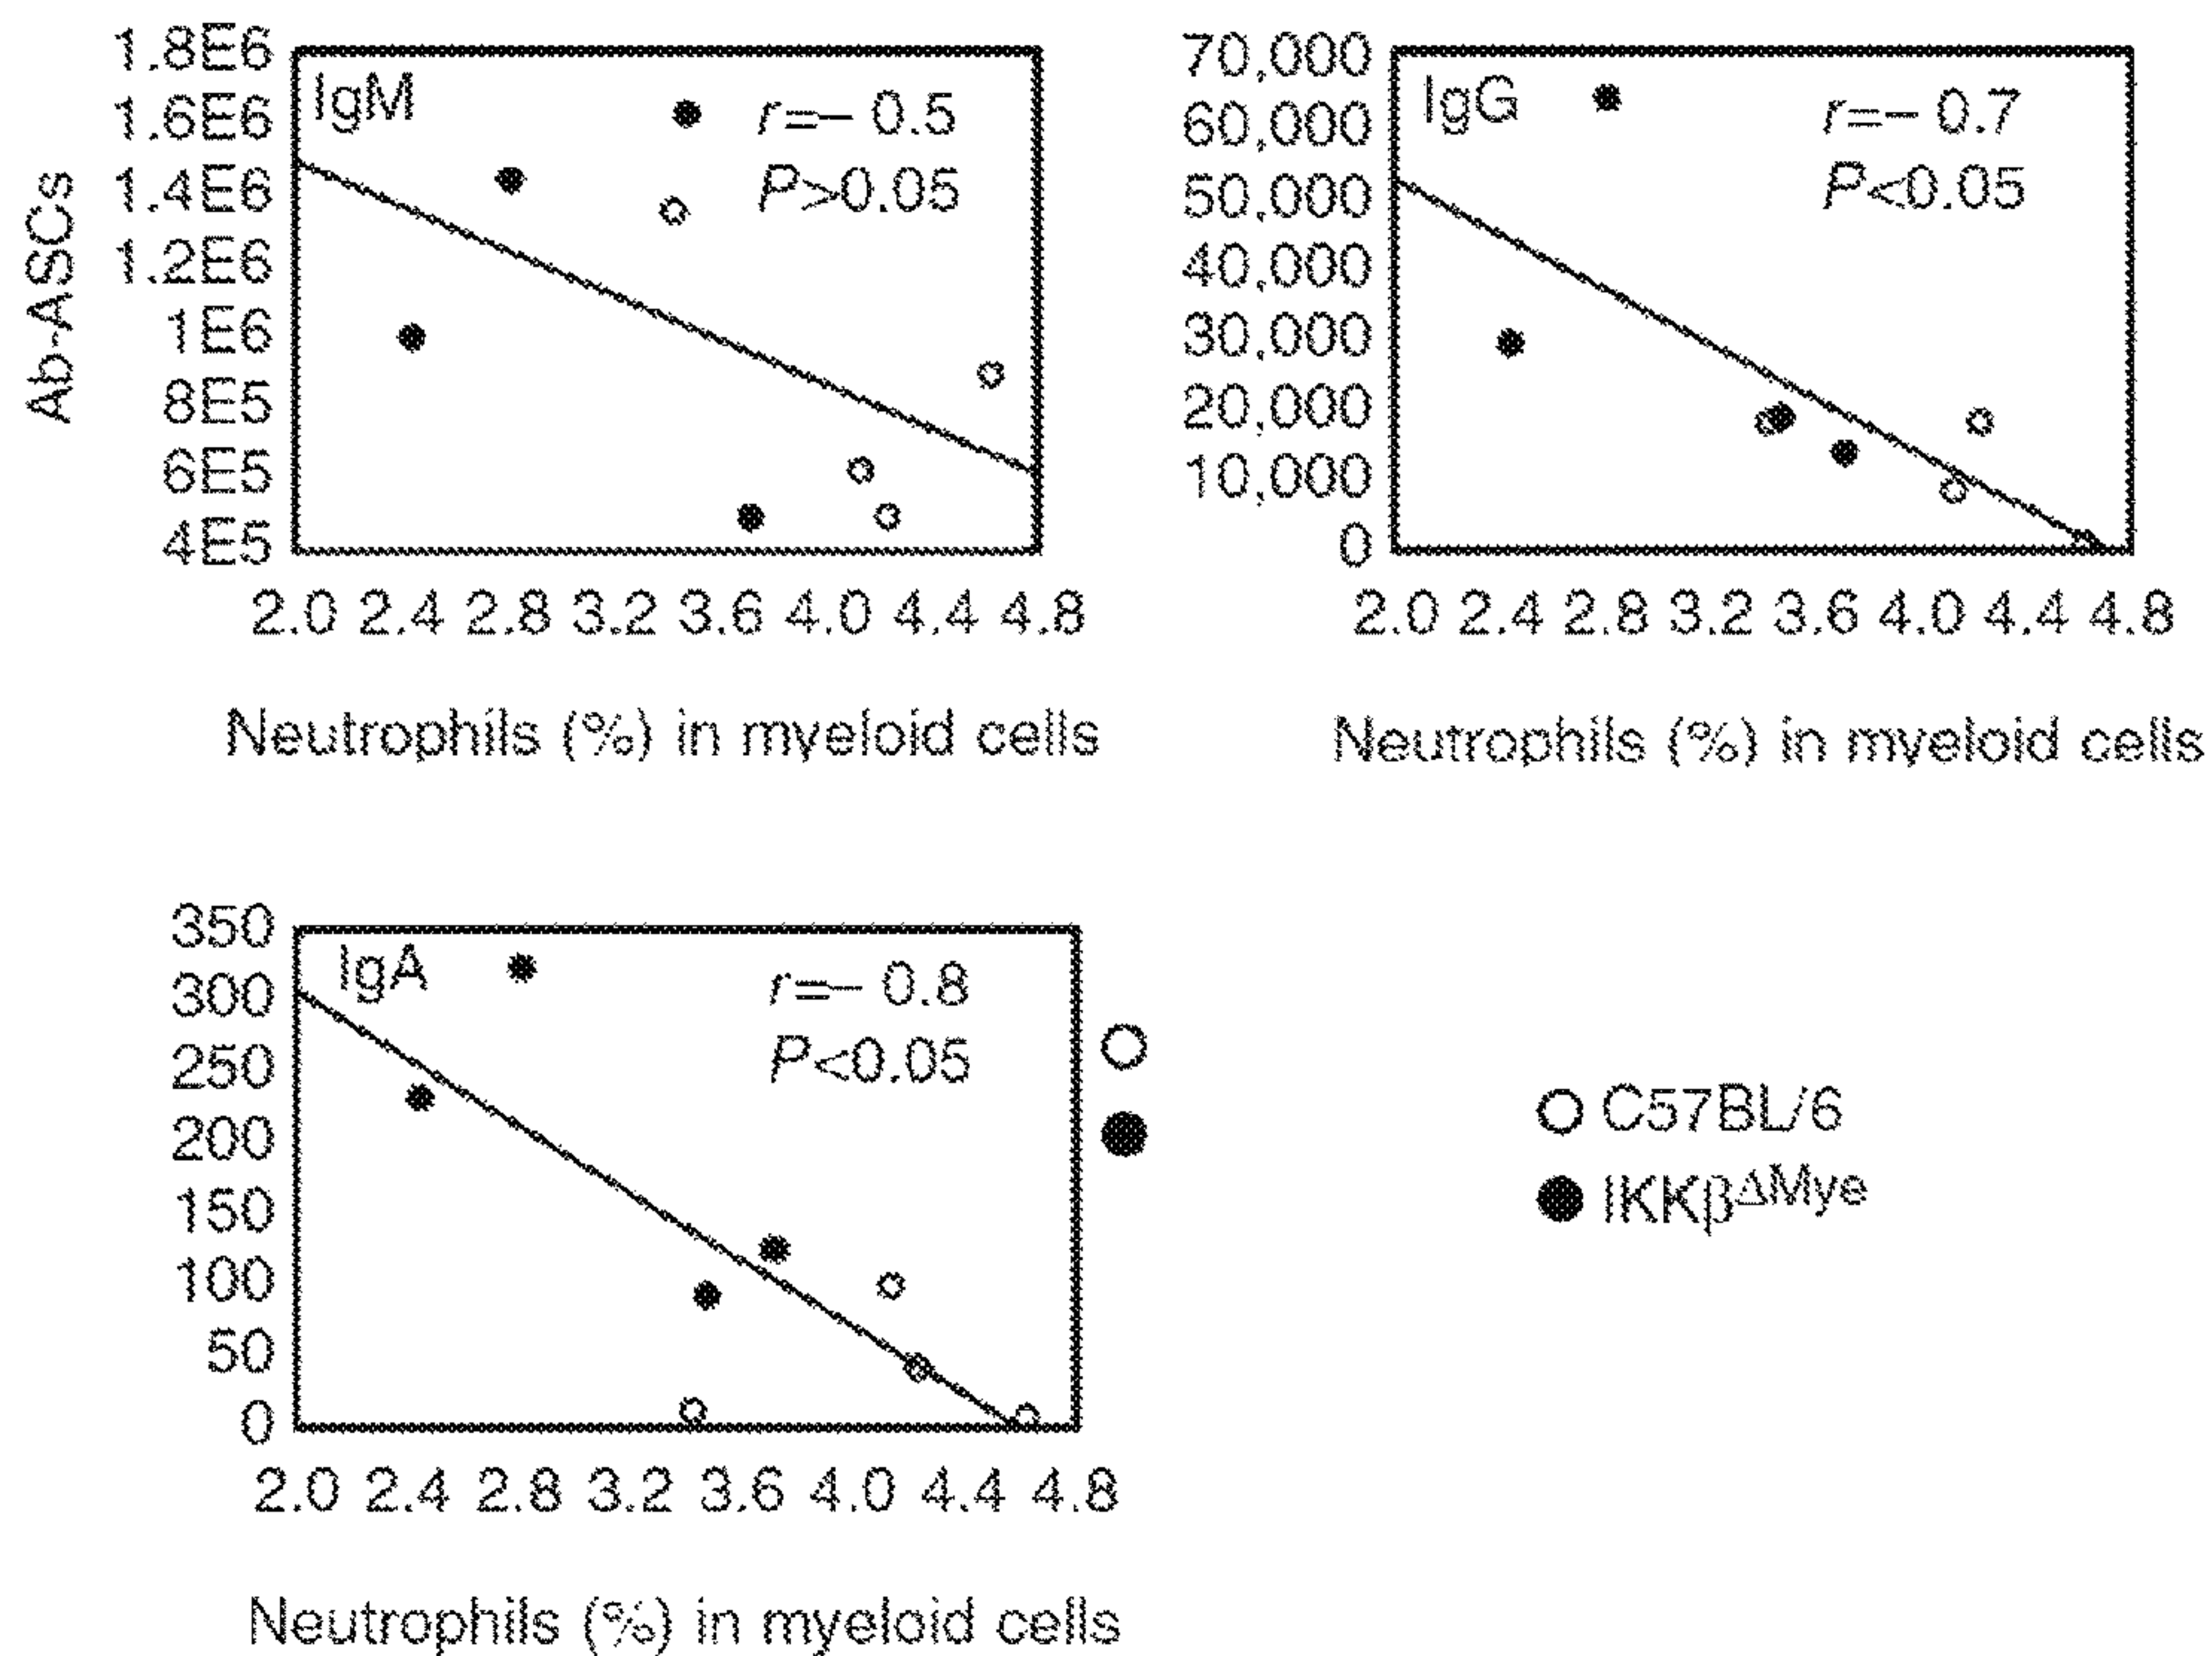 Ab-ASCs
1.8E6
1.6E6
1.4E6
1.2E6
1E6
8E5
6E5
4E5
IgM
r=– 0.5
P>0.05
2.0 2.4 2.8 3.2 3.6 4.0 4.4 4.8
Neutrophils (%) in myeloid cells
70,000
60,000
50,000
40,000
30,000
20,000
10,000
0
IgG
r=– 0.7
P<0.05
2.0 2.4 2.8 3.2 3.6 4.0 4.4 4.8
Neutrophils (%) in myeloid cells
350
300
250
200
150
100
50
0
IgA
r=– 0.8
P<0.05
2.0 2.4 2.8 3.2 3.6 4.0 4.4 4.8
Neutrophils (%) in myeloid cells
C57BL/6
IKKβΔMye